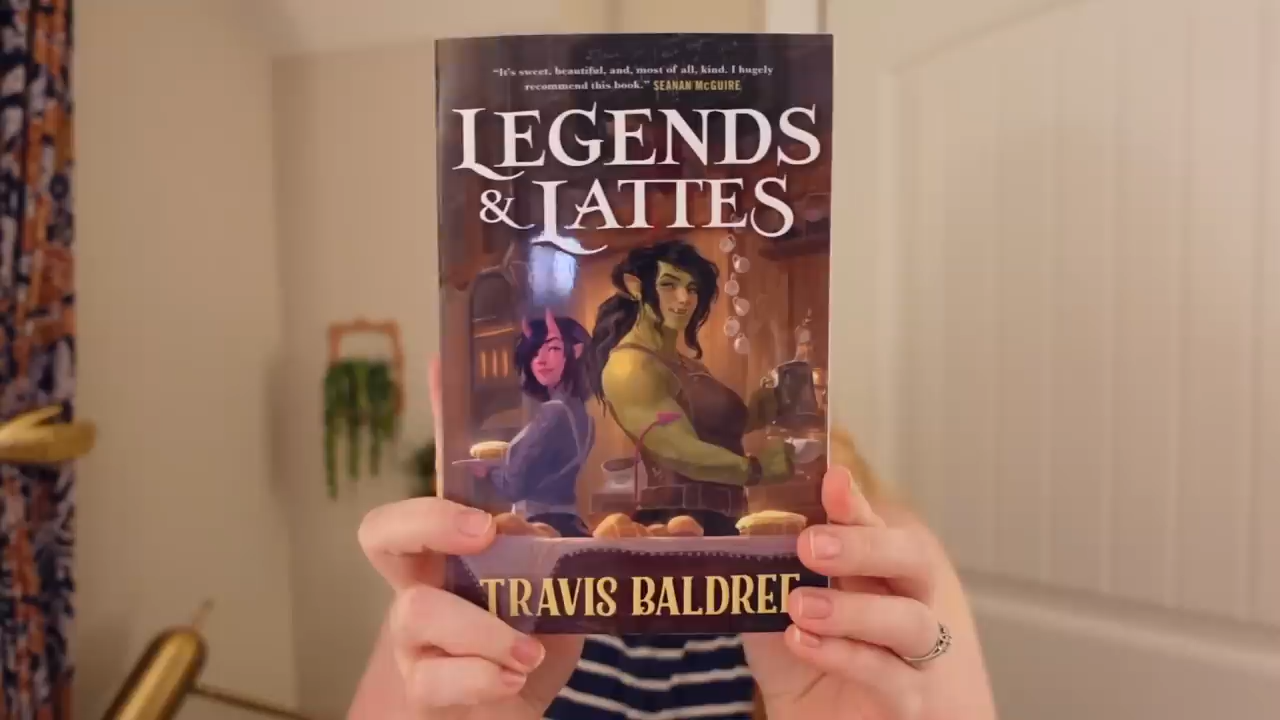 “It's sweet, beautiful, and, most of all, kind. I hugely
recommend this book.” SEANAN McGUIRE
LEGENDS
& LATTES
TRAVIS BALDREE